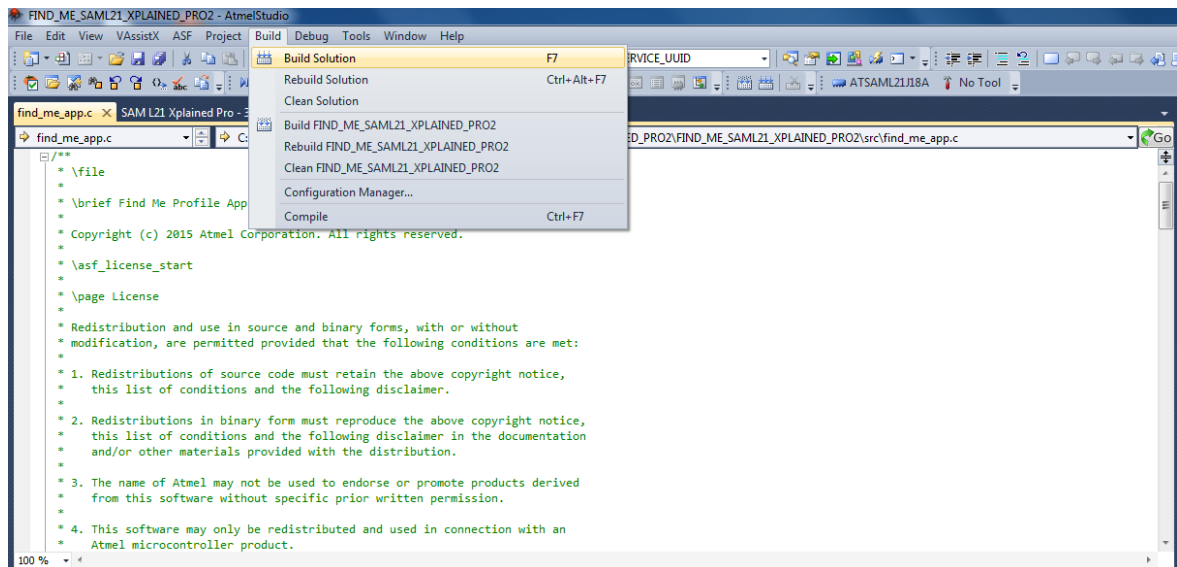 FIND_ME_SAML21_XPLAINED_PRO2 - AtmelStudio
File Edit View VAssistX ASF Project Build Debug Tools Window Help
Build Solution F7
RVICE_UUID
Rebuild Solution Ctrl+Alt+F7
ATSAML21J18A No Tool
Clean Solution
find_me_app.c SAM L21 Xplained Pro - 3
Build FIND_ME_SAML21_XPLAINED_PRO2
find_me_app.c C: ED_PRO2\FIND_ME_SAML21_XPLAINED_PRO2\src\find_me_app.c Go
Rebuild FIND_ME_SAML21_XPLAINED_PRO2
Clean FIND_ME_SAML21_XPLAINED_PRO2
Configuration Manager...
Compile Ctrl+F7
/**
* \file
*
* \brief Find Me Profile App
*
* Copyright (c) 2015 Atmel Corporation. All rights reserved.
*
* \asf_license_start
*
* \page License
*
* Redistribution and use in source and binary forms, with or without
* modification, are permitted provided that the following conditions are met:
*
* 1. Redistributions of source code must retain the above copyright notice,
* this list of conditions and the following disclaimer.
*
* 2. Redistributions in binary form must reproduce the above copyright notice,
* this list of conditions and the following disclaimer in the documentation
* and/or other materials provided with the distribution.
*
* 3. The name of Atmel may not be used to endorse or promote products derived
* from this software without specific prior written permission.
*
* 4. This software may only be redistributed and used in connection with an
* Atmel microcontroller product.
100 %